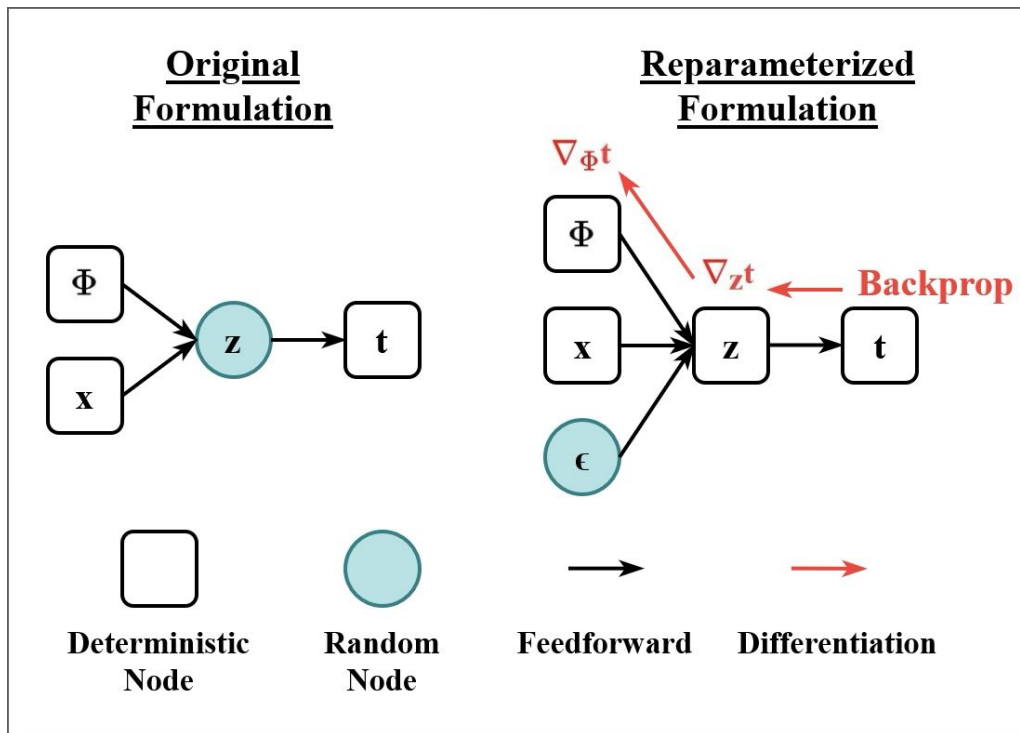 Original
Formulation
Reparameterized
Formulation
Φ
x
z
t
∇Φt
∇zt
Backprop
Φ
x
ϵ
z
t
Deterministic
Node
Random
Node
Feedforward
Differentiation